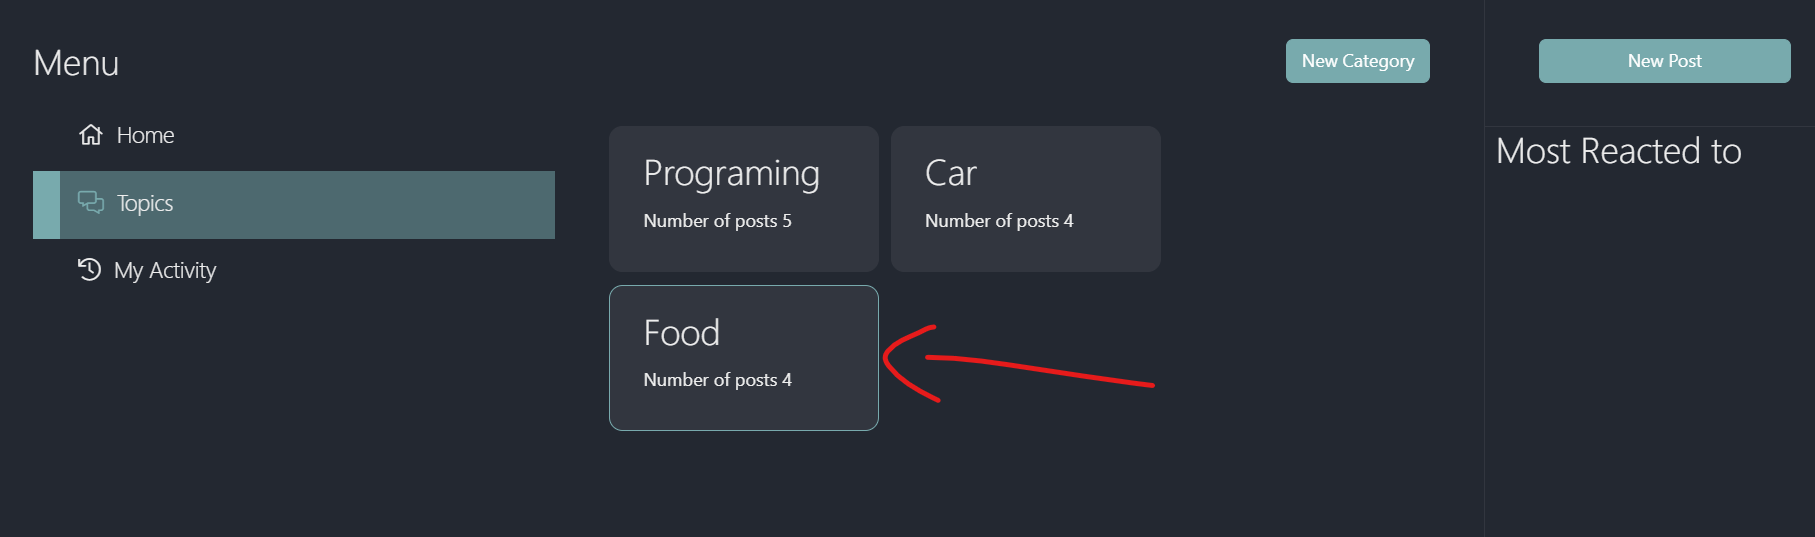 Menu
Home
Topics
My Activity
New Category
Programing
Number of posts 5
Car
Number of posts 4
Food
Number of posts 4
New Post
Most Reacted to